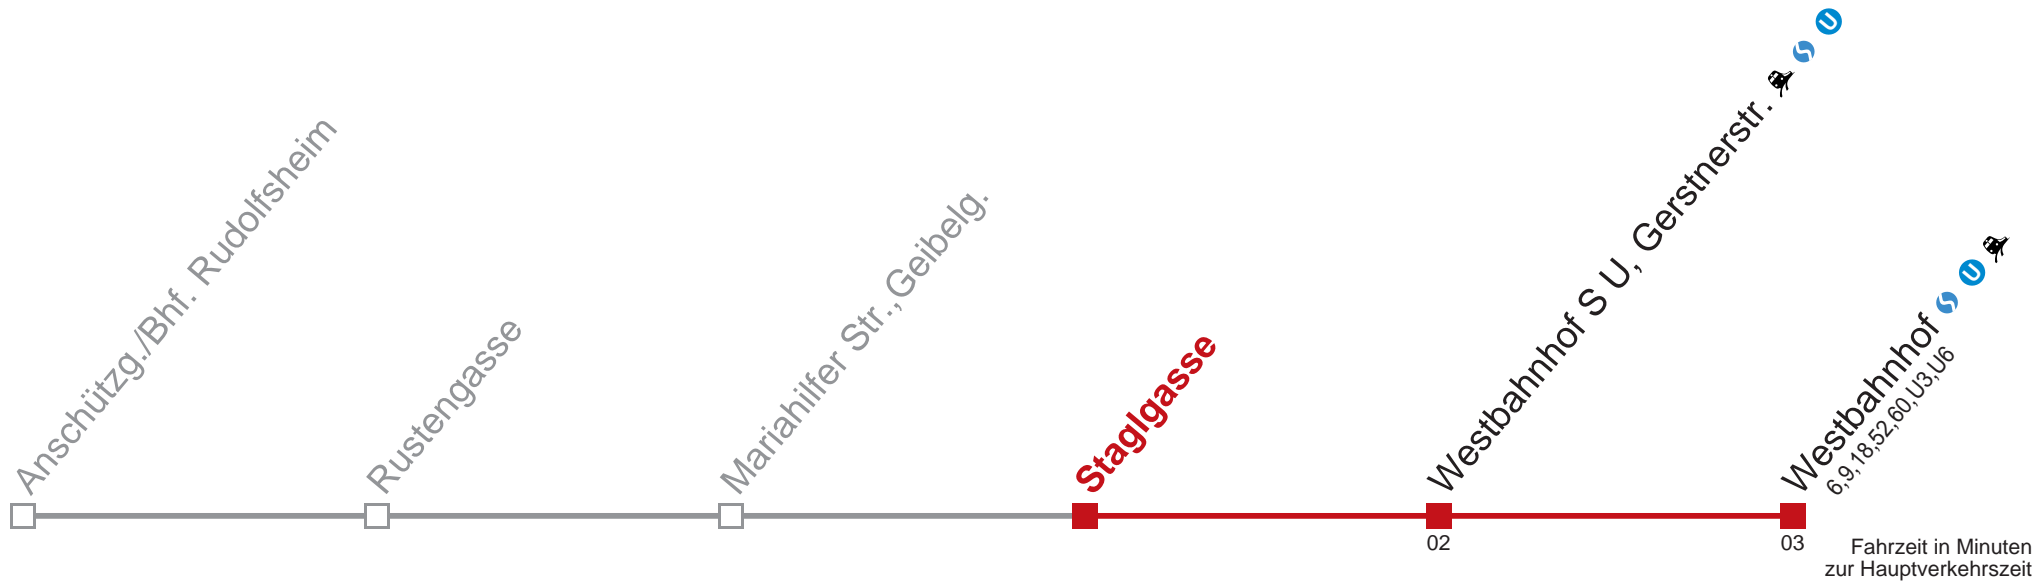 Anschützg./Bhf. Rudolfsheim
Rustengasse
Mariahilfer Str.,Geibelg.
Staglgasse
Westbahnhof S U, Gerstnerstr. S U
Westbahnhof S U
6,9,18,52,60,U3,U6
02
03
Fahrzeit in Minuten
zur Hauptverkehrszeit